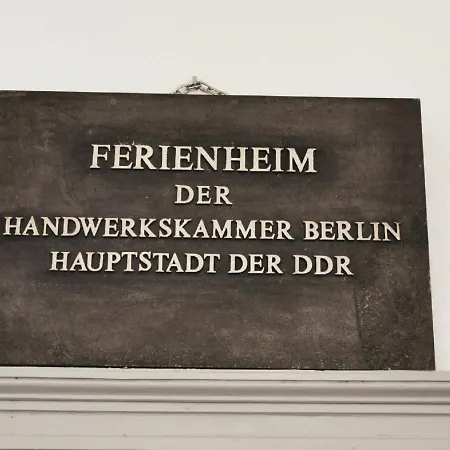 FERIENHEIM
DER
HANDWERKSKAMMER BERLIN
HAUPTSTADT DER DDR